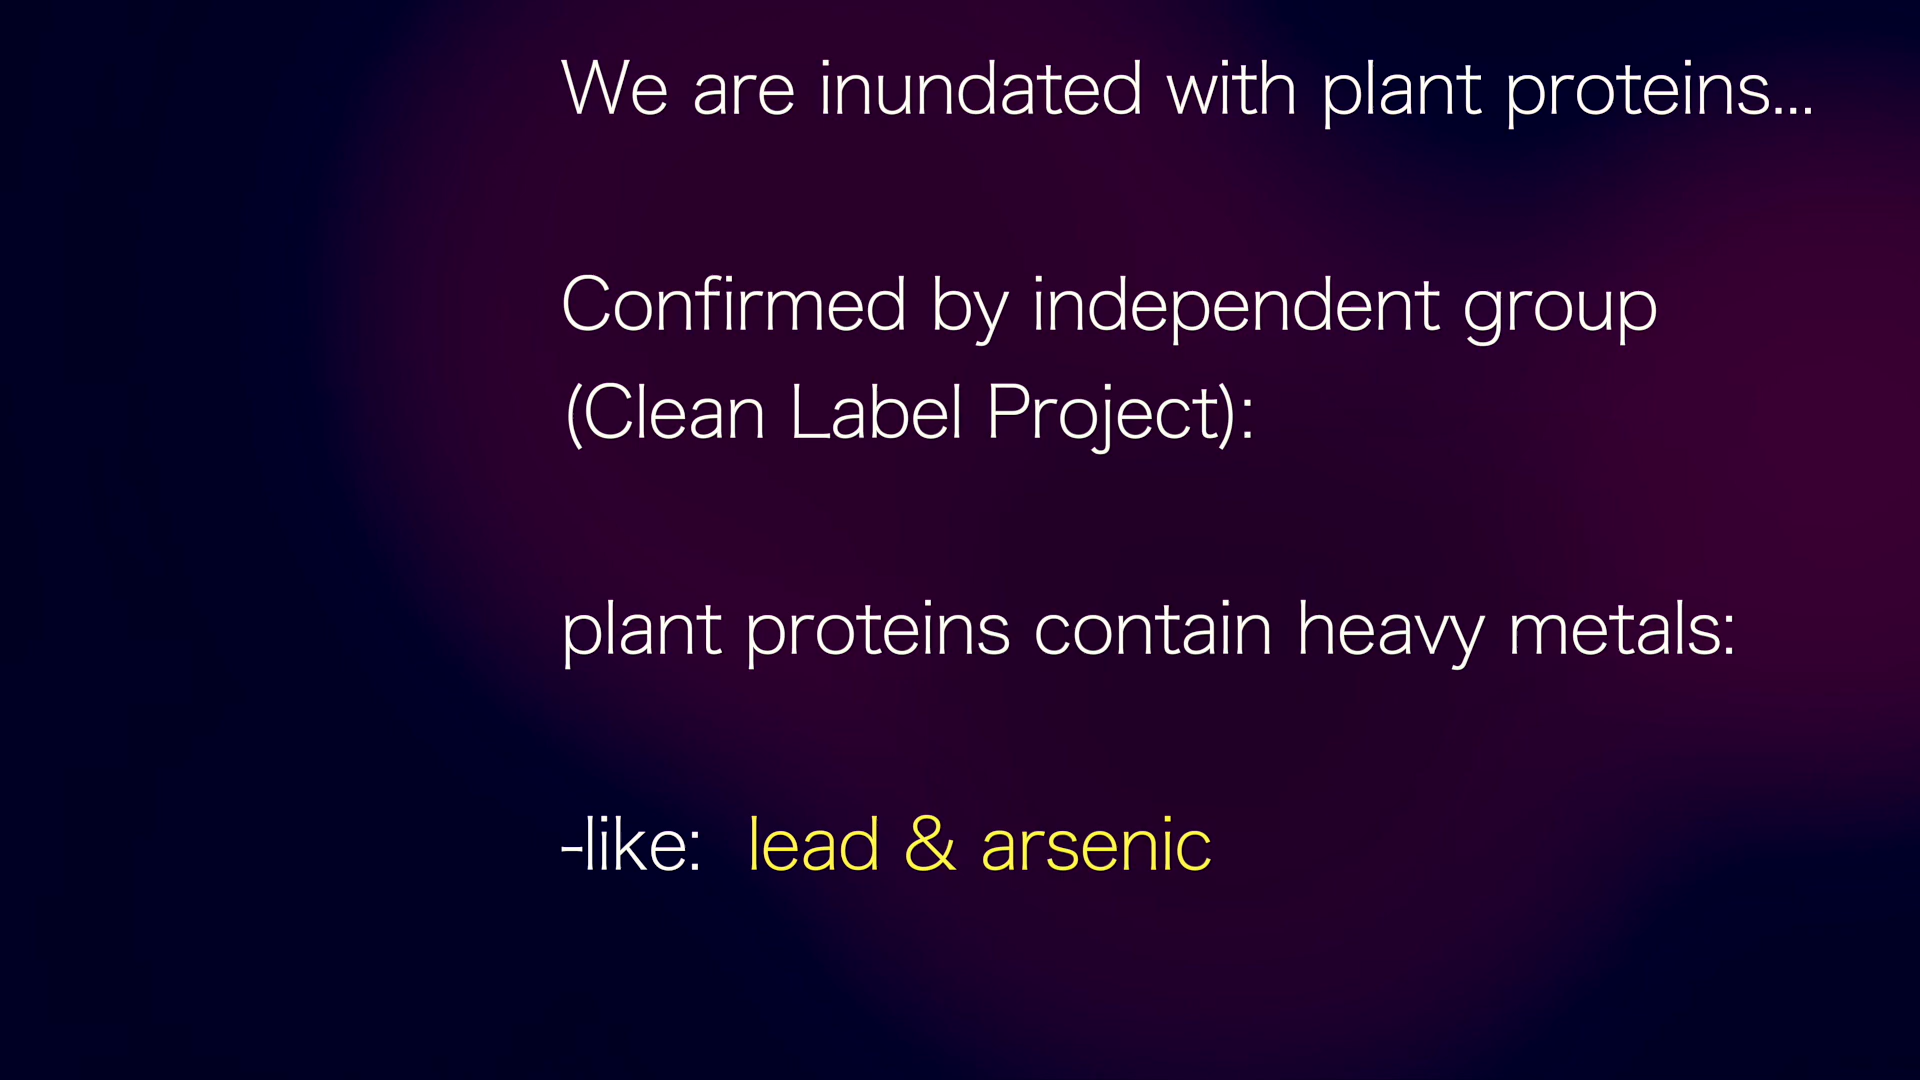 We are inundated with plant proteins...
Confirmed by independent group
(Clean Label Project):
plant proteins contain heavy metals:
-like: lead & arsenic